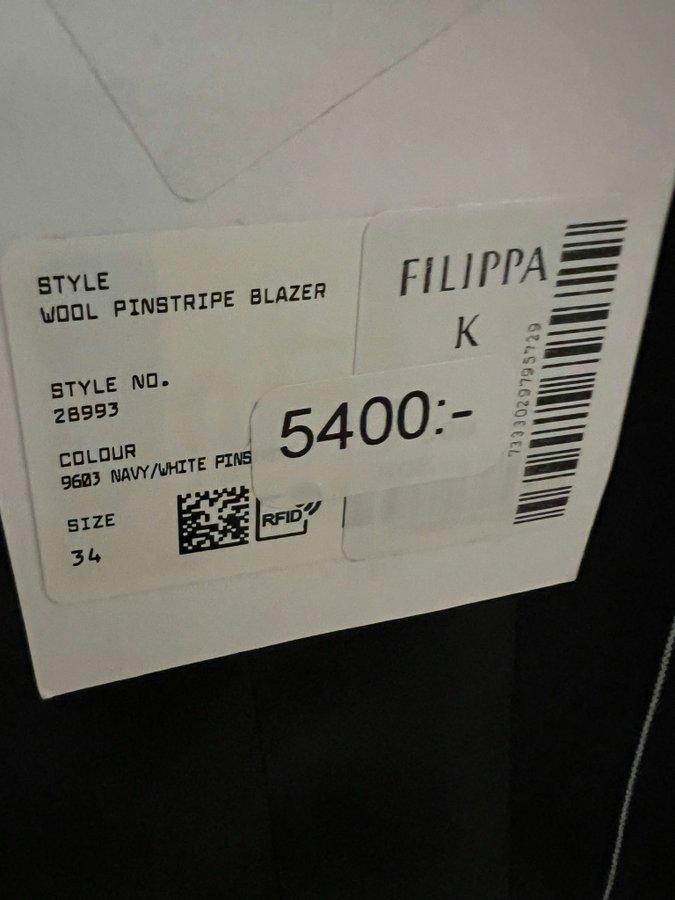 STYLE
WOOL PINSTRIPE BLAZER
STYLE NO.
28993
COLOUR
9603 NAVY/WHITE PINS
SIZE
34
RFID
FILIPPA
K
5400:-
7333029795729